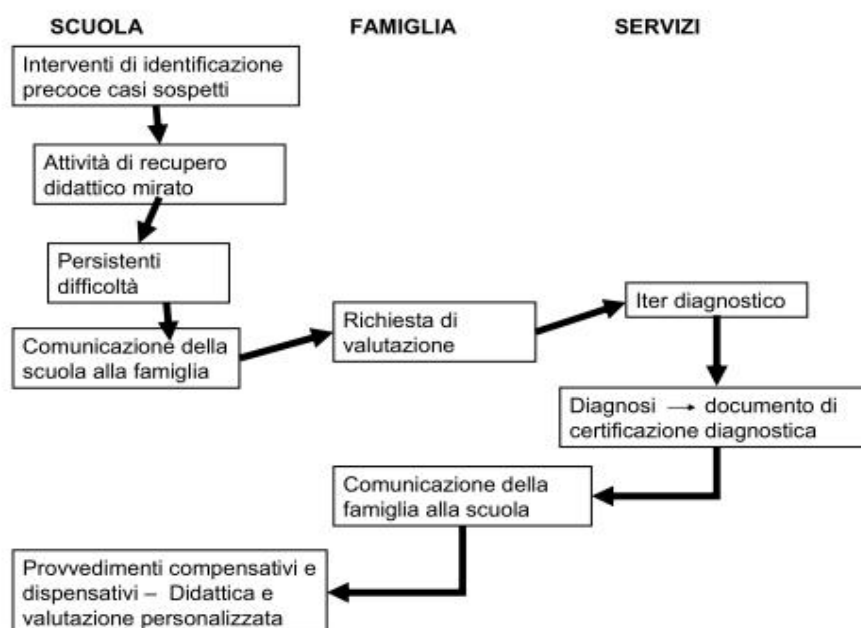 SCUOLA FAMIGLIA SERVIZI
Interventi di identificazione
precoce casi sospetti
Attività di recupero
didattico mirato
Persistenti
difficoltà
Comunicazione della
scuola alla famiglia
Richiesta di
valutazione
Iter diagnostico
Diagnosi → documento di
certificazione diagnostica
Comunicazione della
famiglia alla scuola
Provvedimenti compensativi e
dispensativi – Didattica e
valutazione personalizzata